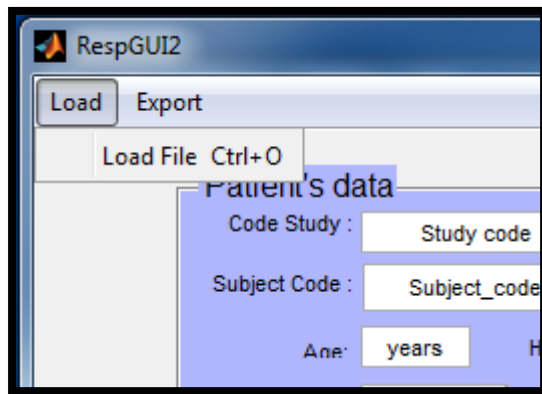 RespGUI2
Load Export
Load File Ctrl+O
Patient's data
Code Study : Study code
Subject Code : Subject_code
Age: years H